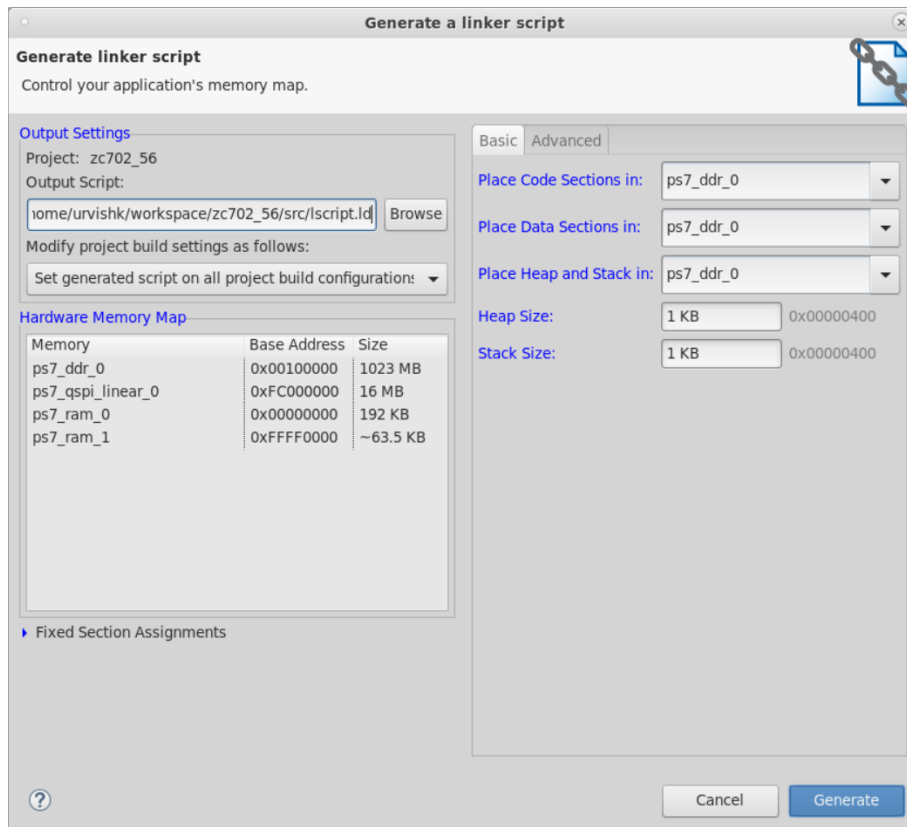 Generate a linker script
Generate linker script
Control your application's memory map.
Output Settings
Project: zc702_56
Output Script:
ome/urvishk/workspace/zc702_56/src/lscript.ld
Browse
Modify project build settings as follows:
Set generated script on all project build configurations
Hardware Memory Map
Memory Base Address Size
ps7_ddr_0 0x00100000 1023 MB
ps7_qspi_linear_0 0xFC000000 16 MB
ps7_ram_0 0x00000000 192 KB
ps7_ram_1 0xFFFF0000 ~63.5 KB
Fixed Section Assignments
Basic Advanced
Place Code Sections in: ps7_ddr_0
Place Data Sections in: ps7_ddr_0
Place Heap and Stack in: ps7_ddr_0
Heap Size: 1 KB 0x00000400
Stack Size: 1 KB 0x00000400
?
Cancel Generate